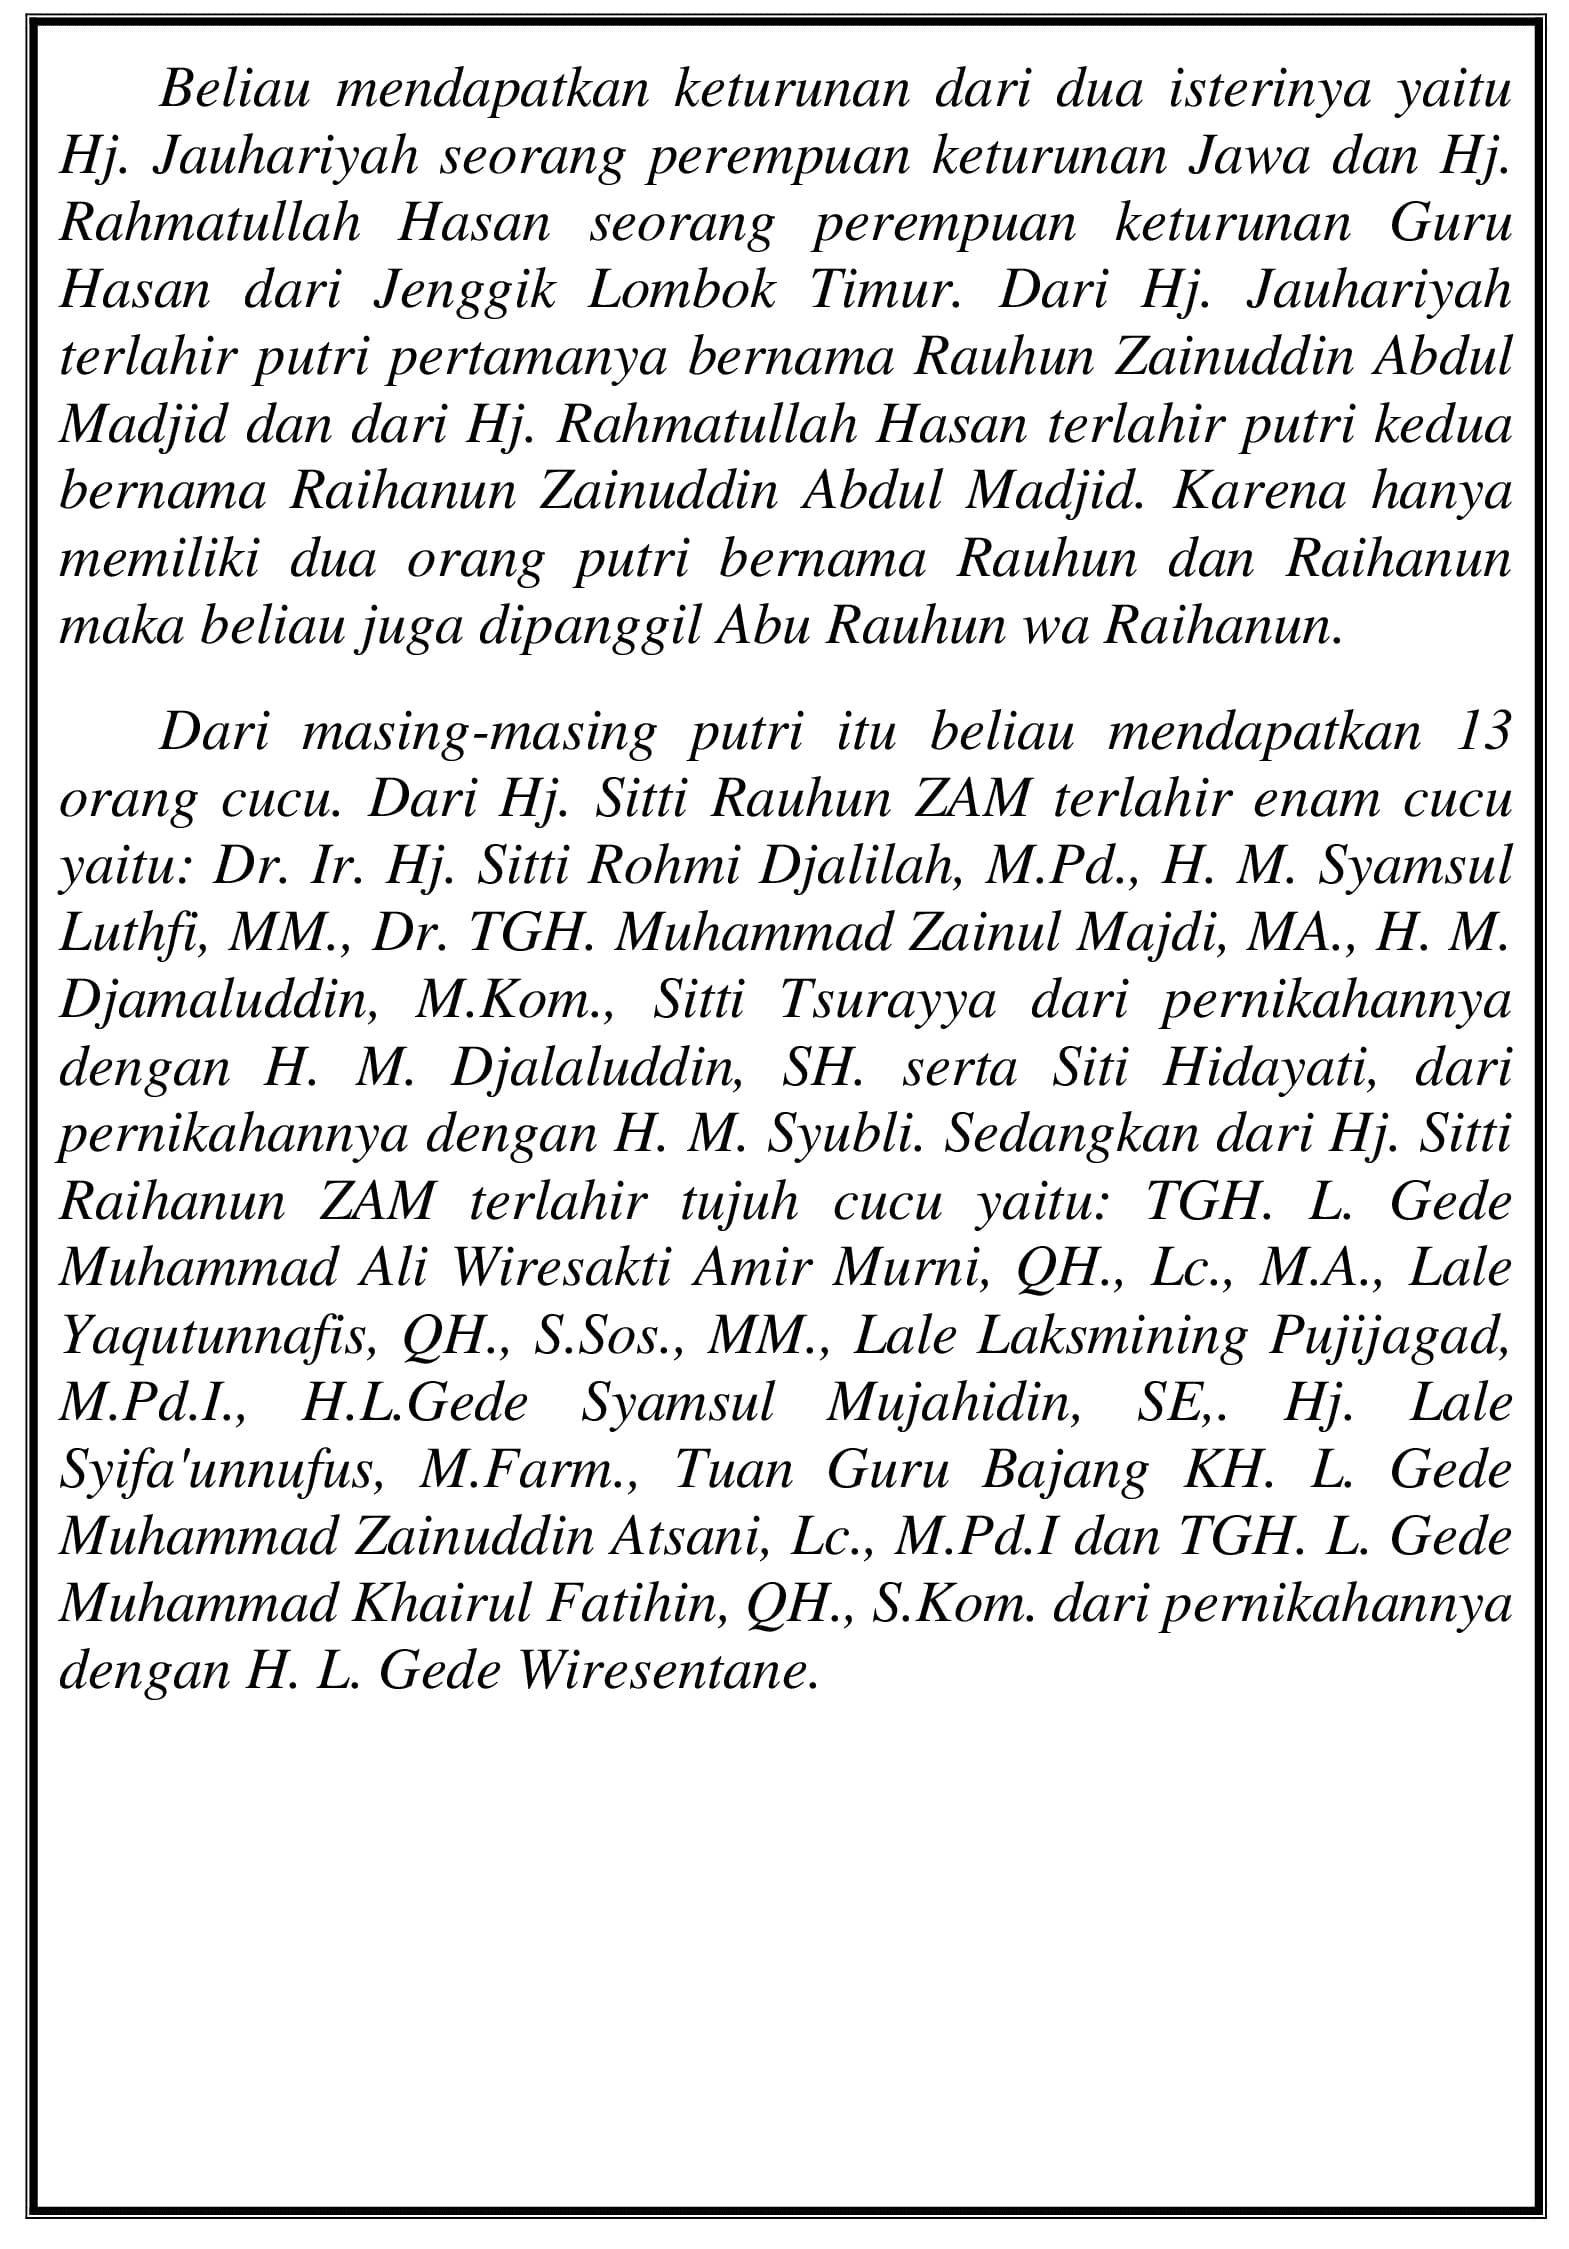 Beliau mendapatkan keturunan dari dua isterinya yaitu
Hj. Jauhariyah seorang perempuan keturunan Jawa dan Hj.
Rahmatullah Hasan seorang perempuan keturunan Guru
Hasan dari Jenggik Lombok Timur. Dari Hj. Jauhariyah
terlahir putri pertamanya bernama Rauhun Zainuddin Abdul
Madjid dan dari Hj. Rahmatullah Hasan terlahir putri kedua
bernama Raihanun Zainuddin Abdul Madjid. Karena hanya
memiliki dua orang putri bernama Rauhun dan Raihanun
maka beliau juga dipanggil Abu Rauhun wa Raihanun.
Dari masing-masing putri itu beliau mendapatkan 13
orang cucu. Dari Hj. Sitti Rauhun ZAM terlahir enam cucu
yaitu: Dr. Ir. Hj. Sitti Rohmi Djalilah, M.Pd., H. M. Syamsul
Luthfi, MM., Dr. TGH. Muhammad Zainul Majdi, MA., H. M.
Djamaluddin, M.Kom., Sitti Tsurayya dari pernikahannya
dengan H. M. Djalaluddin, SH. serta Siti Hidayati, dari
pernikahannya dengan H. M. Syubli. Sedangkan dari Hj. Sitti
Raihanun ZAM terlahir tujuh cucu yaitu: TGH. L. Gede
Muhammad Ali Wiresakti Amir Murni, QH., Lc., M.A., Lale
Yaqutunnafis, QH., S.Sos., MM., Lale Laksmining Pujijagad,
M.Pd.I., H.L.Gede Syamsul Mujahidin, SE,. Hj. Lale
Syifa'unnufus, M.Farm., Tuan Guru Bajang KH. L. Gede
Muhammad Zainuddin Atsani, Lc., M.Pd.I dan TGH. L. Gede
Muhammad Khairul Fatihin, QH., S.Kom. dari pernikahannya
dengan H. L. Gede Wiresentane.